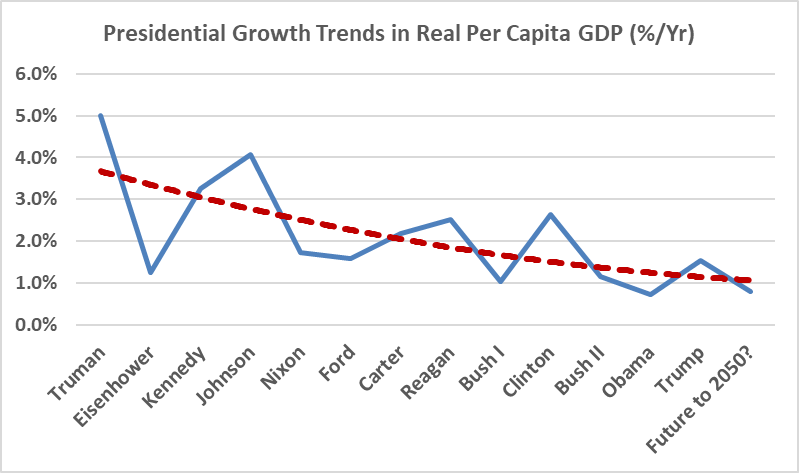 Presidential Growth Trends in Real Per Capita GDP (%/Yr)
6.0%
5.0%
4.0%
3.0%
2.0%
1.0%
0.0%
Truman
Eisenhower
Kennedy
Johnson
Nixon
Ford
Carter
Reagan
Bush I
Clinton
Bush II
Obama
Trump
Future to 2050?